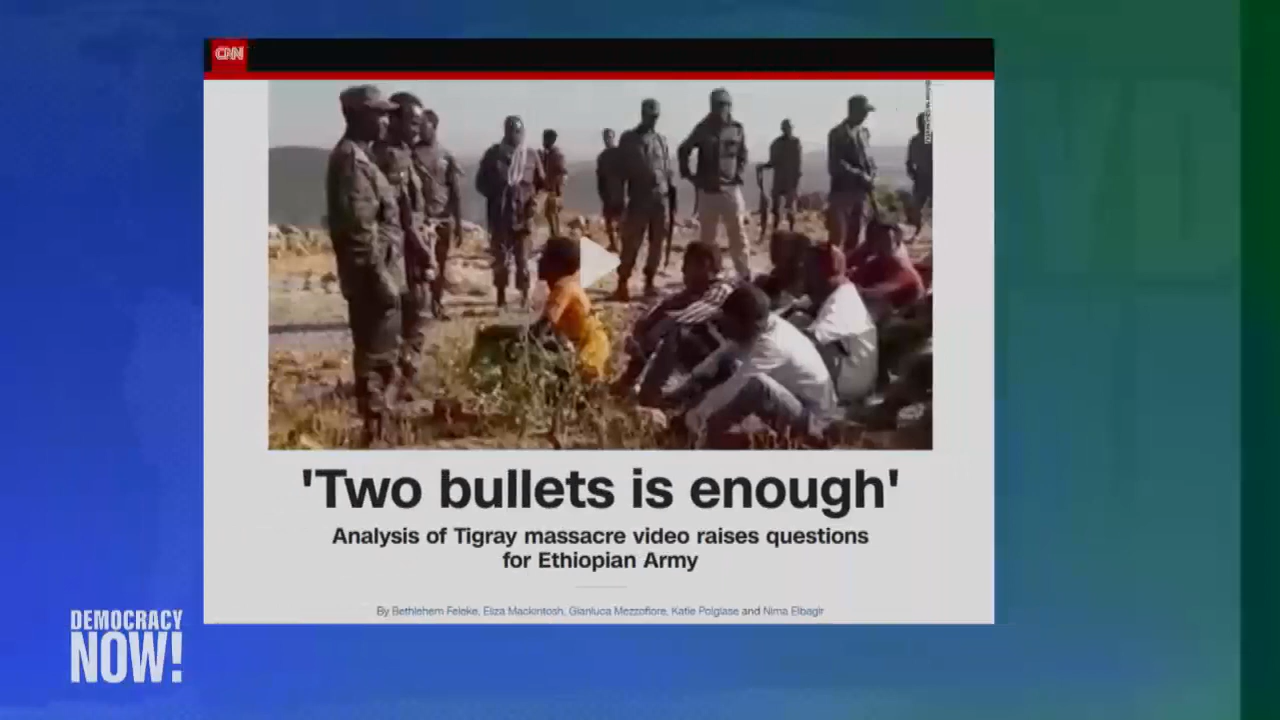 CNN
'Two bullets is enough'
Analysis of Tigray massacre video raises questions
for Ethiopian Army
By Bethlehem Feleke, Eliza Mackintosh, Gianluca Mezzofiore, Katie Polglase and Nima Elbagir
DEMOCRACY
NOW!